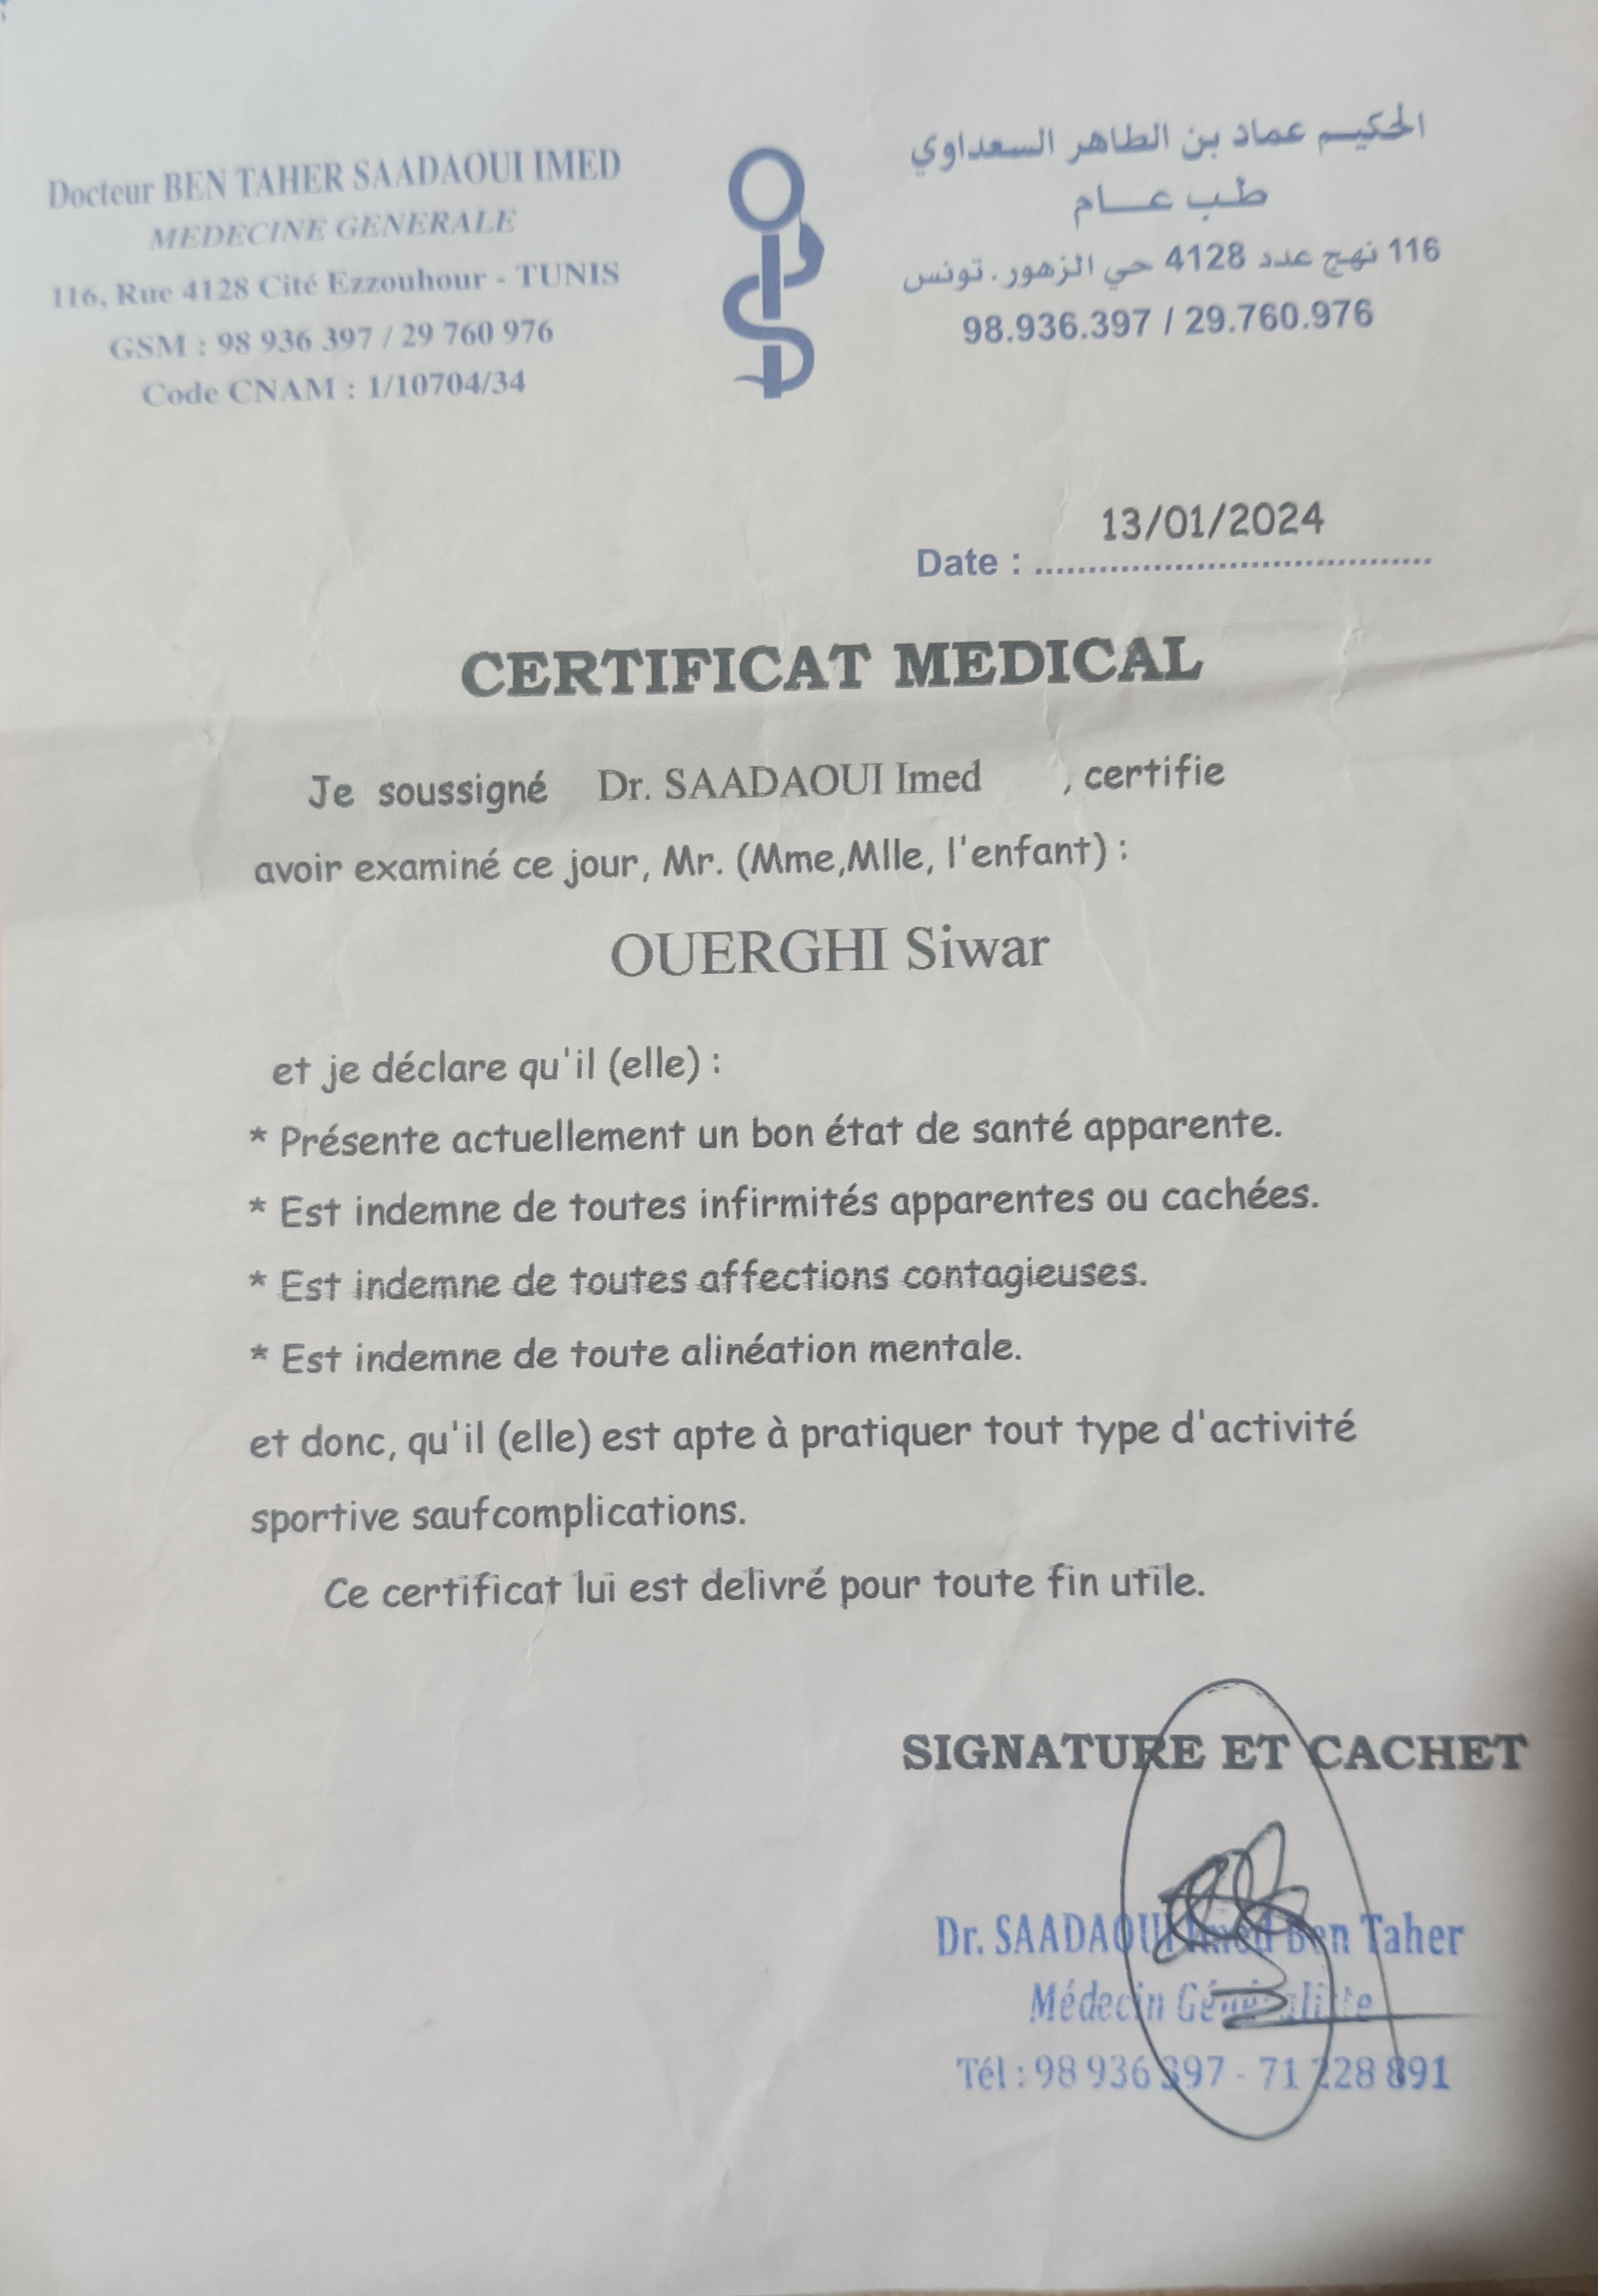 Docteur BEN TAHER SAADAOUI IMED
MEDECINE GENERALE
116, Rue 4128 Cité Ezzouhour - TUNIS
GSM : 98 936 397 / 29 760 976
Code CNAM : 1/10704/34
الحكيم عماد بن الطاهر السعداوي
طب عام
116 نهج عدد 4128 حي الزهور. تونس
98.936.397 / 29.760.976
13/01/2024
Date : ......................................
CERTIFICAT MEDICAL
Je soussigné Dr. SAADAOUI Imed , certifie
avoir examiné ce jour, Mr. (Mme,Mlle, l'enfant) :
OUERGHI Siwar
et je déclare qu'il (elle) :
* Présente actuellement un bon état de santé apparente.
* Est indemne de toutes infirmités apparentes ou cachées.
* Est indemne de toutes affections contagieuses.
* Est indemne de toute alinéation mentale.
et donc, qu'il (elle) est apte à pratiquer tout type d'activité
sportive saufcomplications.
Ce certificat lui est delivré pour toute fin utile.
SIGNATURE ET CACHET
Dr. SAADAOUI Imed Ben Taher
Médecin Généraliste
Tél : 98 936 397 - 71 228 891